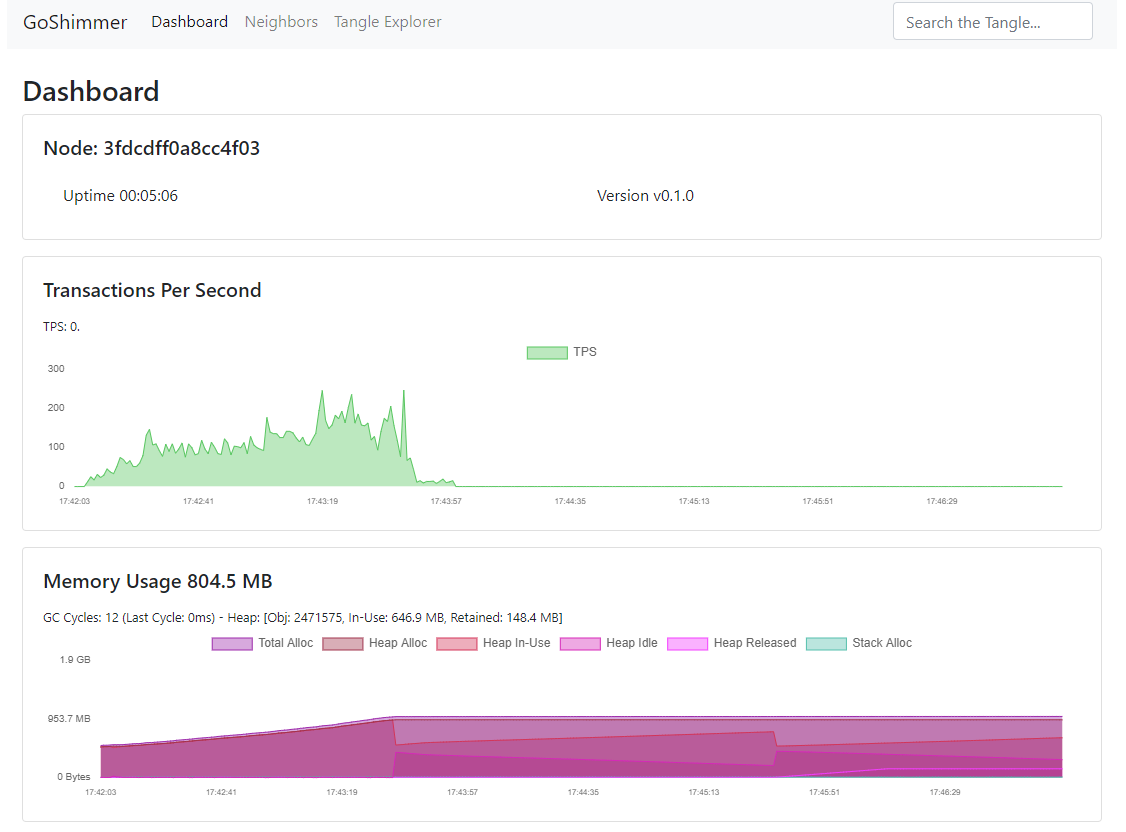 GoShimmer Dashboard Neighbors Tangle Explorer Search the Tangle...
Dashboard
Node: 3fdcdff0a8cc4f03
Uptime 00:05:06 Version v0.1.0
Transactions Per Second
TPS: 0.
TPS
300
200
100
0
17:42:03 17:42:41 17:43:19 17:43:57 17:44:35 17:45:13 17:45:51 17:46:29
Memory Usage 804.5 MB
GC Cycles: 12 (Last Cycle: 0ms) - Heap: [Obj: 2471575, In-Use: 646.9 MB, Retained: 148.4 MB]
Total Alloc Heap Alloc Heap In-Use Heap Idle Heap Released Stack Alloc
1.9 GB
953.7 MB
0 Bytes
17:42:03 17:42:41 17:43:19 17:43:57 17:44:35 17:45:13 17:45:51 17:46:29